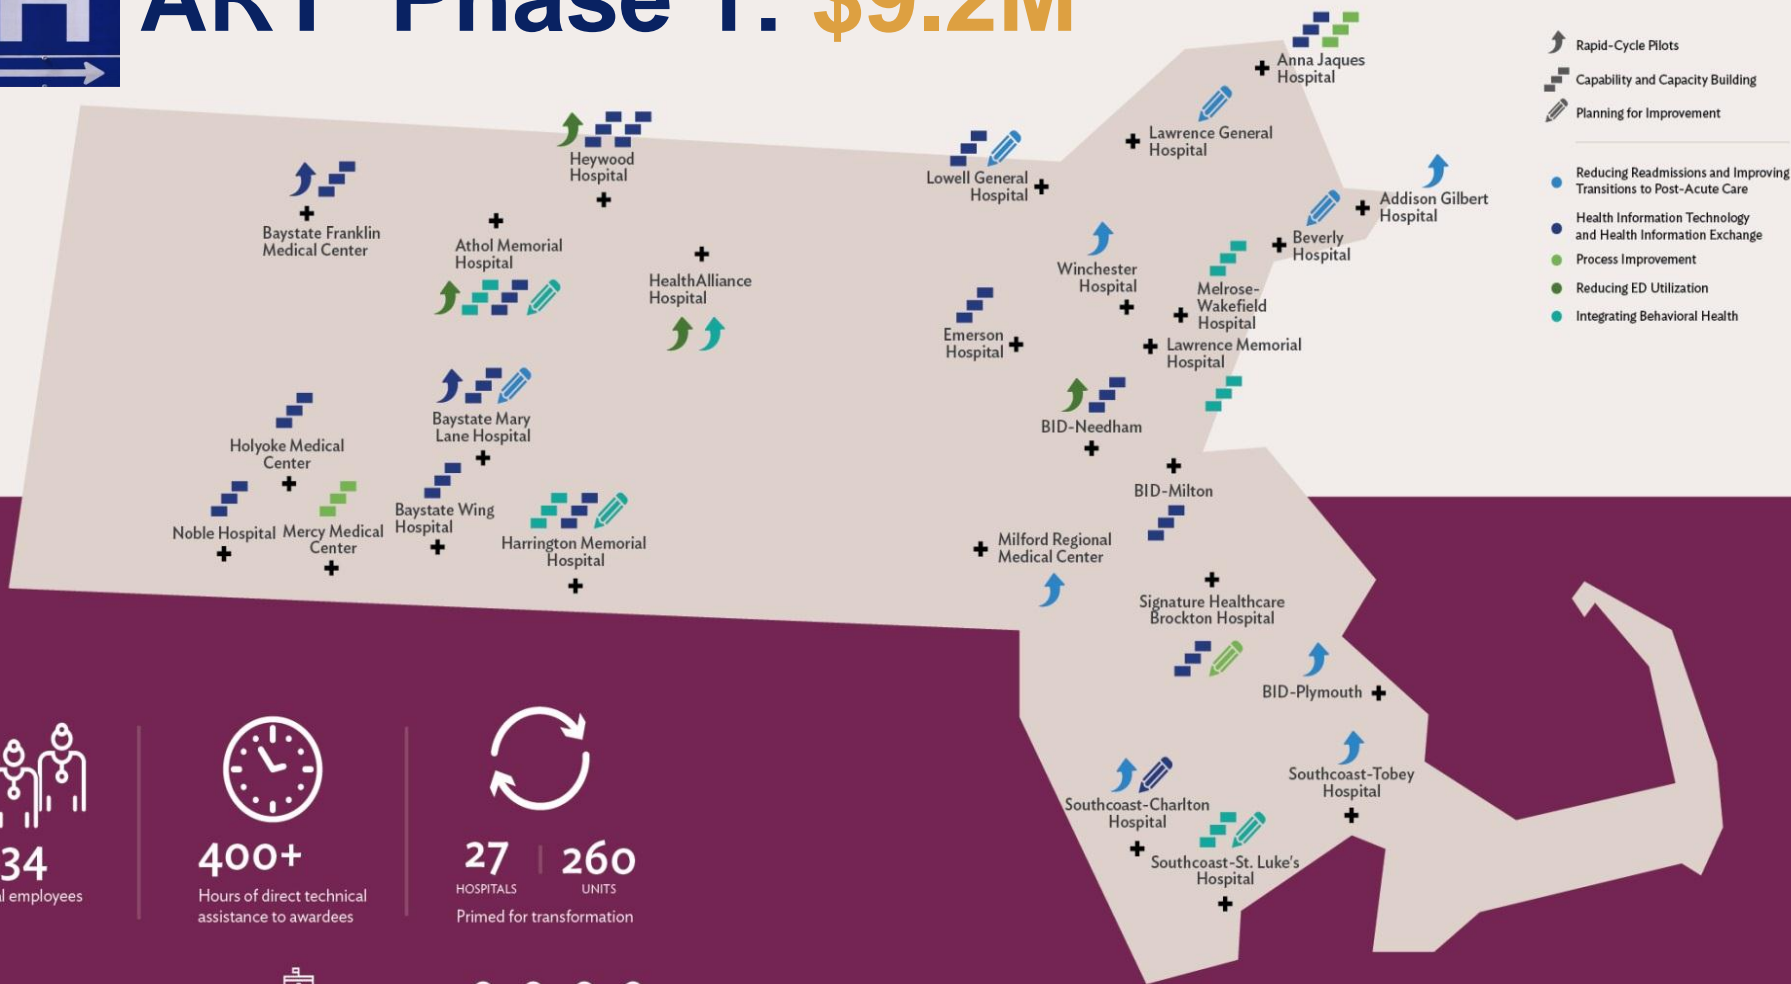 ART Phase 1: $9.2M
Anna Jaques
Hospital
Lawrence General
Hospital
Heywood
Hospital
Lowell General
Hospital
Addison Gilbert
Hospital
Baystate Franklin
Medical Center
Athol Memorial
Hospital
Beverly
Hospital
HealthAlliance
Hospital
Winchester
Hospital
Melrose-
Wakefield
Hospital
Emerson
Hospital
Lawrence Memorial
Hospital
Baystate Mary
Lane Hospital
BID-Needham
Holyoke Medical
Center
BID-Milton
Baystate Wing
Hospital
Noble Hospital
Mercy Medical
Center
Harrington Memorial
Hospital
Milford Regional
Medical Center
Signature Healthcare
Brockton Hospital
BID-Plymouth
Southcoast-Tobey
Hospital
Southcoast-Charlton
Hospital
Southcoast-St. Luke's
Hospital
Rapid-Cycle Pilots
Capability and Capacity Building
Planning for Improvement
Reducing Readmissions and Improving
Transitions to Post-Acute Care
Health Information Technology
and Health Information Exchange
Process Improvement
Reducing ED Utilization
Integrating Behavioral Health
34
employees
400+
Hours of direct technical
assistance to awardees
27
HOSPITALS
260
UNITS
Primed for transformation